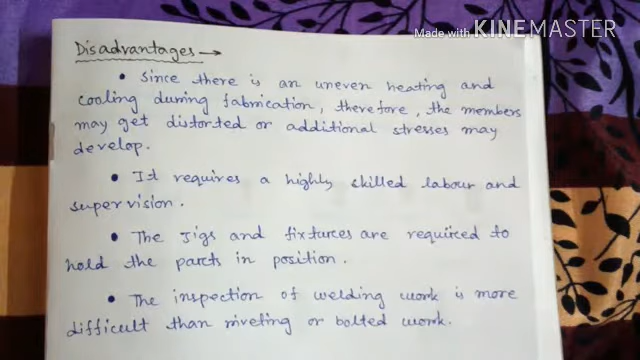 Made with KINEMASTER
Disadvantages →
• Since there is an uneven heating and
cooling during fabrication, therefore, the members
may get distorted or additional stresses may
develop.
• It requires a highly skilled labour and
supervision.
• The Jigs and fixtures are required to
hold the parts in position.
• The inspection of welding work is more
difficult than riveting or bolted work.